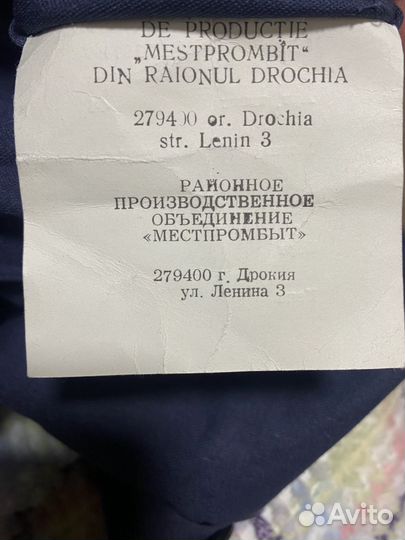 DE PRODUCȚIE
„MESTPROMBÎT“
DIN RAIONUL DROCHIA
279400 or. Drochia
str. Lenin 3
РАЙОННОЕ
ПРОИЗВОДСТВЕННОЕ
ОБЪЕДИНЕНИЕ
«МЕСТПРОМБЫТ»
279400 г. Дрокия
ул. Ленина 3
Avito